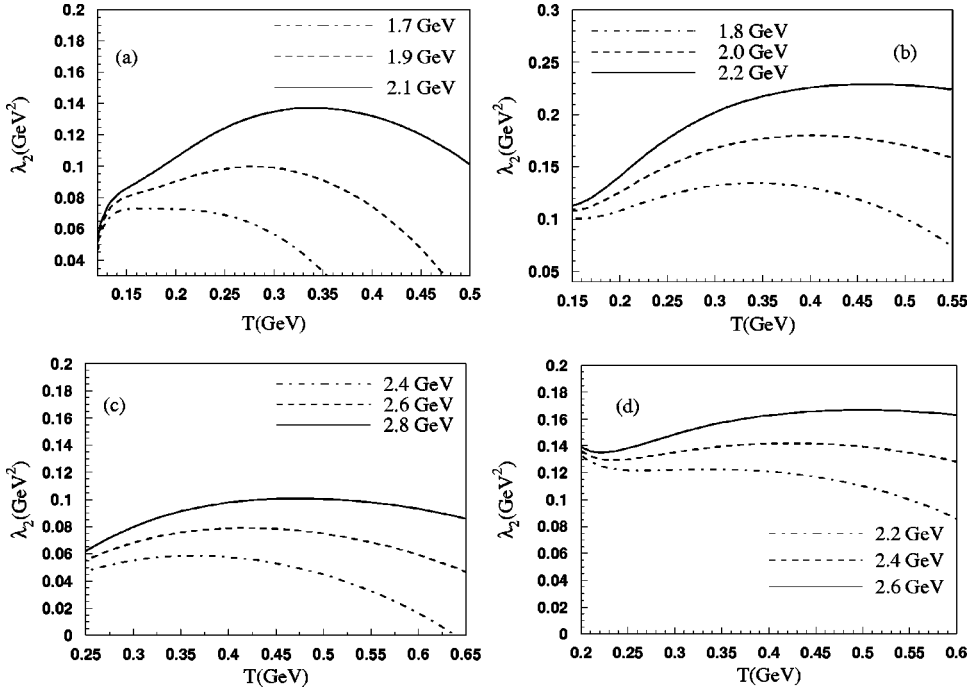 0.2
0.18
0.16
0.14
0.12
0.1
0.08
0.06
0.04
λ₂(GeV²)
(a)
1.7 GeV
1.9 GeV
2.1 GeV
0.15 0.2 0.25 0.3 0.35 0.4 0.45 0.5
T(GeV)
0.3
0.25
0.23
0.15
0.1
0.05
λ₂(GeV²)
1.8 GeV
2.0 GeV
2.2 GeV
(b)
0.15 0.2 0.25 0.3 0.35 0.4 0.45 0.5 0.55
T(GeV)
0.2
0.18
0.16
0.14
0.12
0.1
0.08
0.06
0.04
0.02
0
λ₂(GeV²)
(c)
2.4 GeV
2.6 GeV
2.8 GeV
0.25 0.3 0.35 0.4 0.45 0.5 0.55 0.6 0.65
T(GeV)
0.2
0.18
0.16
0.14
0.12
0.1
0.08
0.06
0.04
0.02
0
λ₂(GeV²)
(d)
2.2 GeV
2.4 GeV
2.6 GeV
0.2 0.25 0.3 0.35 0.4 0.45 0.5 0.55 0.6
T(GeV)